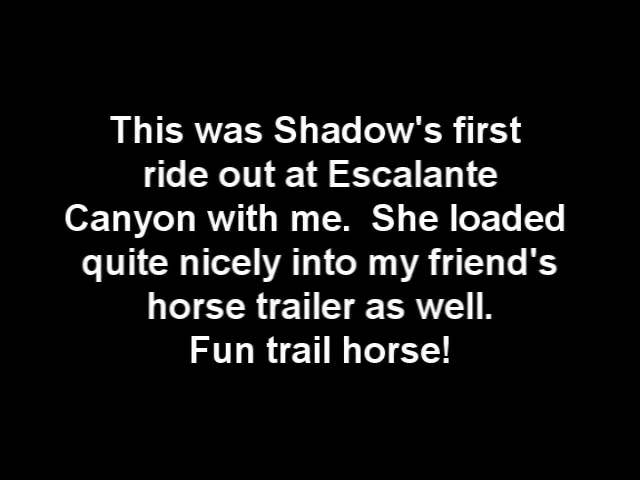 This was Shadow's first
ride out at Escalante
Canyon with me.  She loaded
quite nicely into my friend's
horse trailer as well.
Fun trail horse!